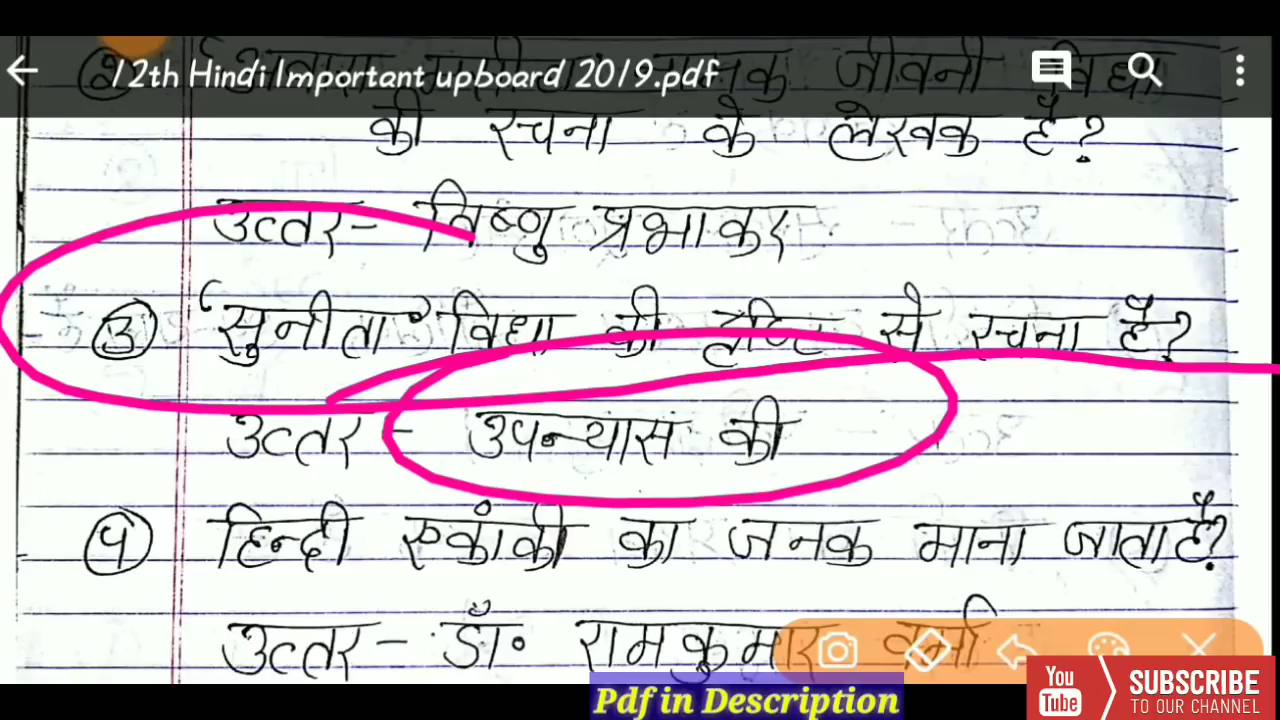 12th Hindi Important upboard 2019.pdf
जीवनी विधा
की रचना के लेखक हैं?
उत्तर- विष्णु प्रभाकर
③ 'सुनीता' विधा की दृष्टि से रचना है?
उत्तर - उपन्यास की
④ हिन्दी एकांकी का जनक माना जाता है?
उत्तर- डॉ॰ रामकुमार वर्मा
Pdf in Description
You Tube
SUBSCRIBE
TO OUR CHANNEL